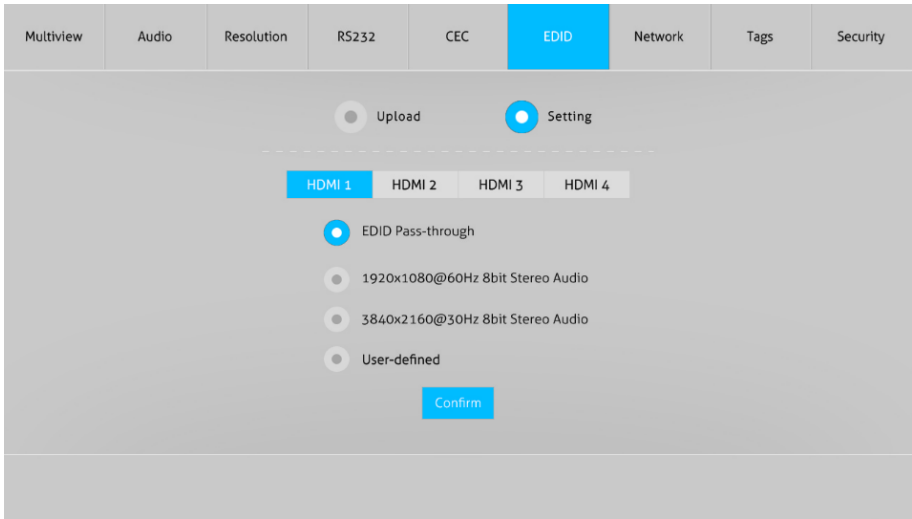 Multiview Audio Resolution RS232 CEC EDID Network Tags Security
Upload Setting
HDMI 1 HDMI 2 HDMI 3 HDMI 4
EDID Pass-through
1920x1080@60Hz 8bit Stereo Audio
3840x2160@30Hz 8bit Stereo Audio
User-defined
Confirm